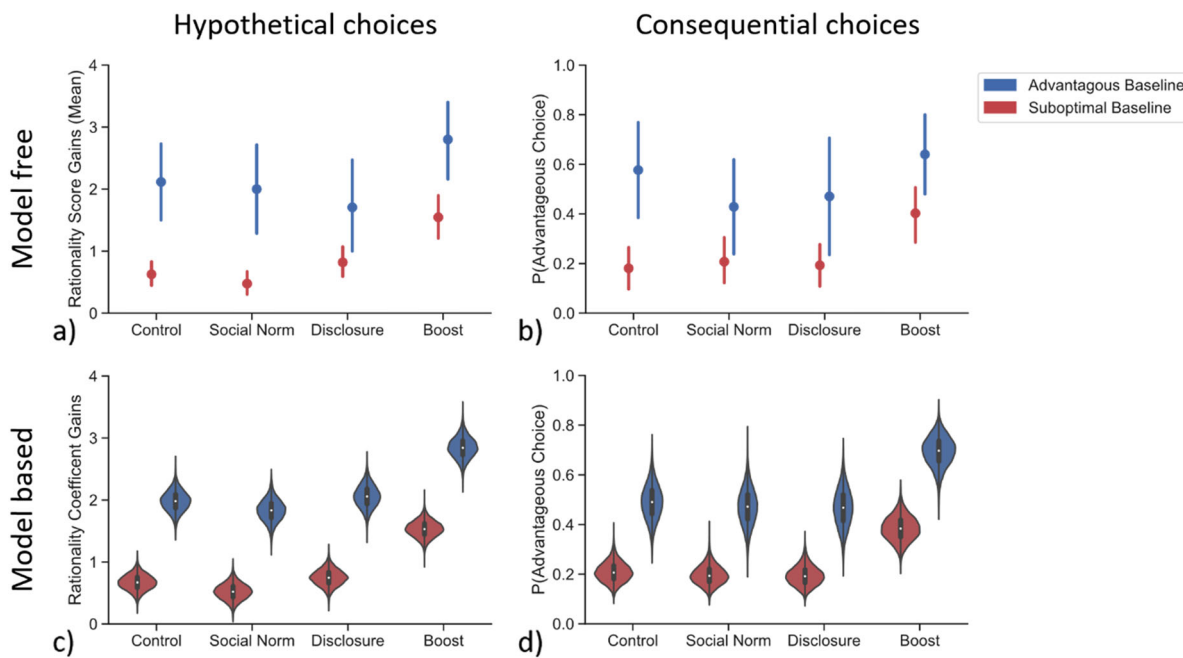 Hypothetical choices
Consequential choices
Model free
Rationality Score Gains (Mean)
4
3
2
1
0
Control
Social Norm
Disclosure
Boost
a)
P(Advantageous Choice)
1.0
0.8
0.6
0.4
0.2
0.0
Control
Social Norm
Disclosure
Boost
b)
Advantagous Baseline
Suboptimal Baseline
Model based
Rationality Coefficent Gains
4
3
2
1
0
Control
Social Norm
Disclosure
Boost
c)
P(Advantageous Choice)
1.0
0.8
0.6
0.4
0.2
0.0
Control
Social Norm
Disclosure
Boost
d)